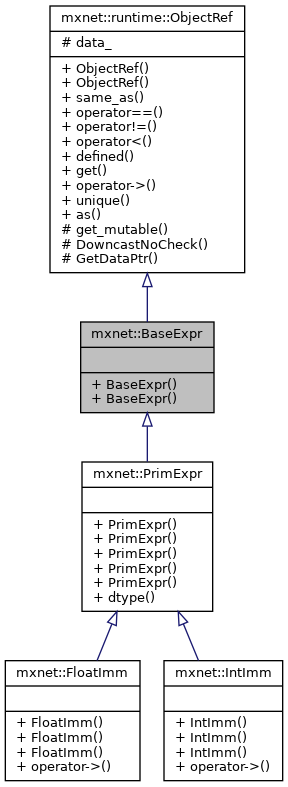 mxnet::runtime::ObjectRef
# data_
+ ObjectRef()
+ ObjectRef()
+ same_as()
+ operator==()
+ operator!=()
+ operator<()
+ defined()
+ get()
+ operator->()
+ unique()
+ as()
# get_mutable()
# DowncastNoCheck()
# GetDataPtr()
mxnet::BaseExpr
+ BaseExpr()
+ BaseExpr()
mxnet::PrimExpr
+ PrimExpr()
+ PrimExpr()
+ PrimExpr()
+ PrimExpr()
+ PrimExpr()
+ dtype()
mxnet::FloatImm
+ FloatImm()
+ FloatImm()
+ FloatImm()
+ operator->()
mxnet::IntImm
+ IntImm()
+ IntImm()
+ IntImm()
+ operator->()